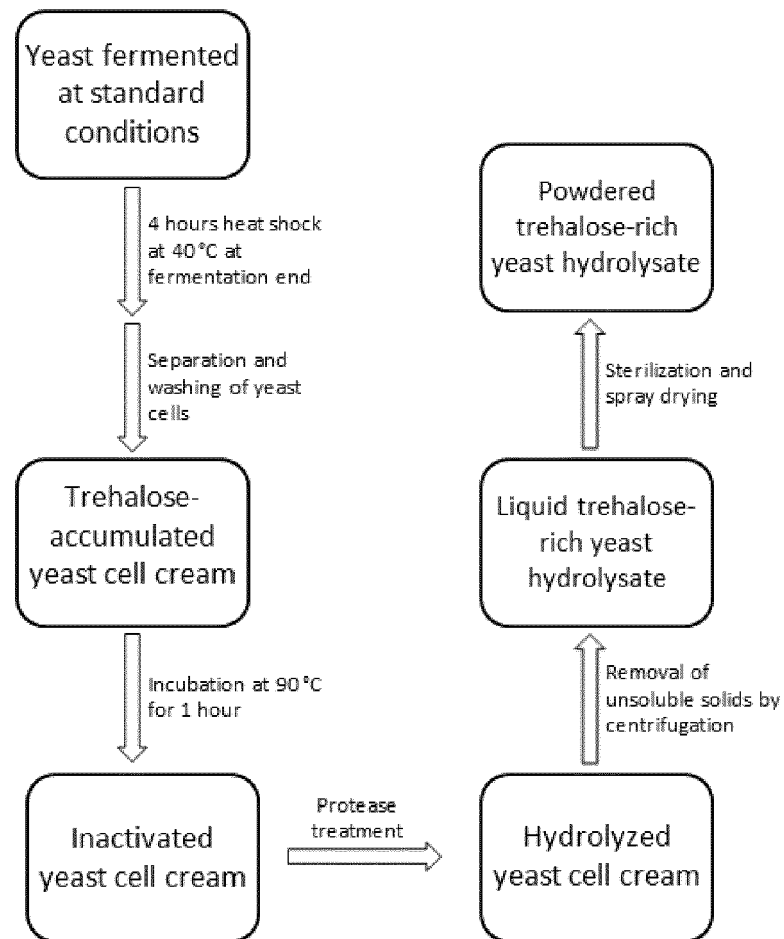 Yeast fermented
at standard
conditions
4 hours heat shock
at 40°C at
fermentation end
Separation and
washing of yeast
cells
Trehalose-
accumulated
yeast cell cream
Incubation at 90°C
for 1 hour
Inactivated
yeast cell cream
Protease
treatment
Hydrolyzed
yeast cell cream
Removal of
unsoluble solids by
centrifugation
Liquid trehalose-
rich yeast
hydrolysate
Sterilization and
spray drying
Powdered
trehalose-rich
yeast hydrolysate